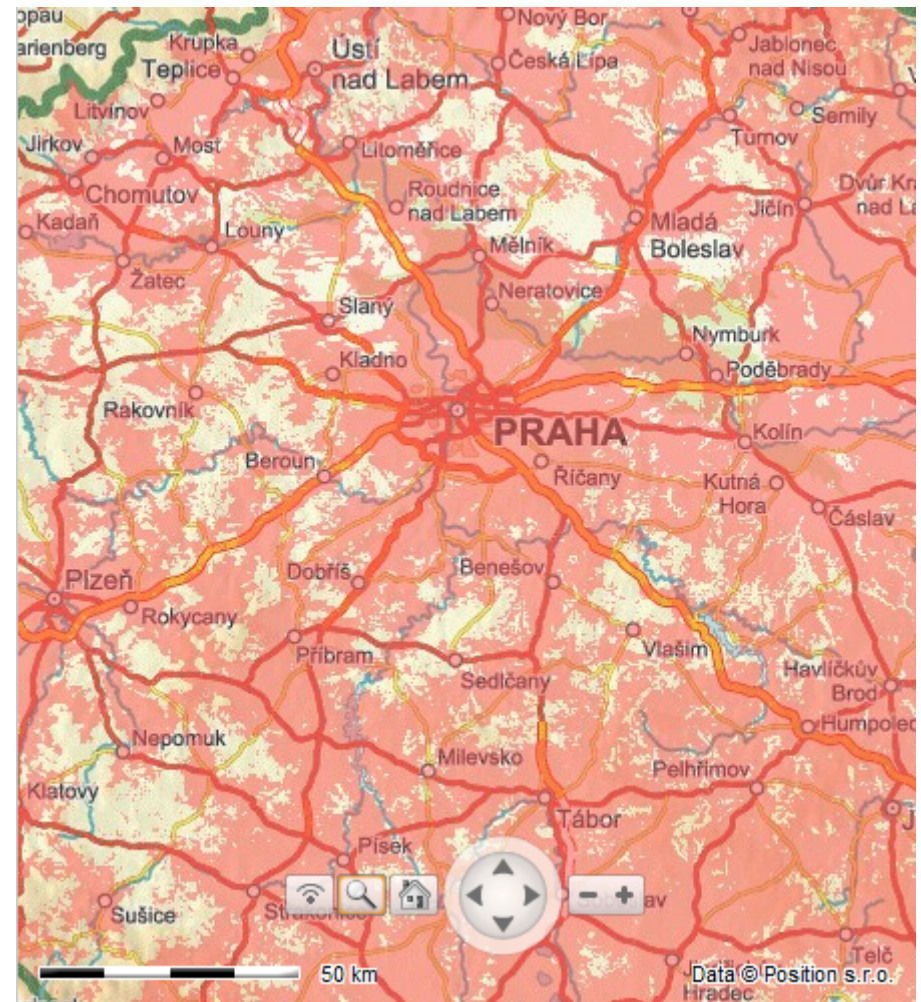 opau
Nový Bor
arienberg
Krupka
Ústí
nad Labem
Jablonec
nad Nisou
Teplice
Česká Lípa
Litvínov
Semily
Turnov
Jirkov
Most
Litoměřice
Chomutov
Roudnice
nad Labem
Dvůr
Jičín
nad La
Kadaň
Louny
Mladá
Boleslav
Mělník
Žatec
Neratovice
Slaný
Nymburk
Kladno
Poděbrady
Rakovník
PRAHA
Kolín
Beroun
Říčany
Kutná
Hora
Čáslav
Plzeň
Dobříš
Benešov
Rokycany
Příbram
Vlašim
Sedlčany
Havlíčkův
Brod
Nepomuk
Humpolec
Milevsko
Pelhřimov
Klatovy
Tábor
J
Písek
Sušice
Telč
Hradec
50 km
Data © Position s.r.o.